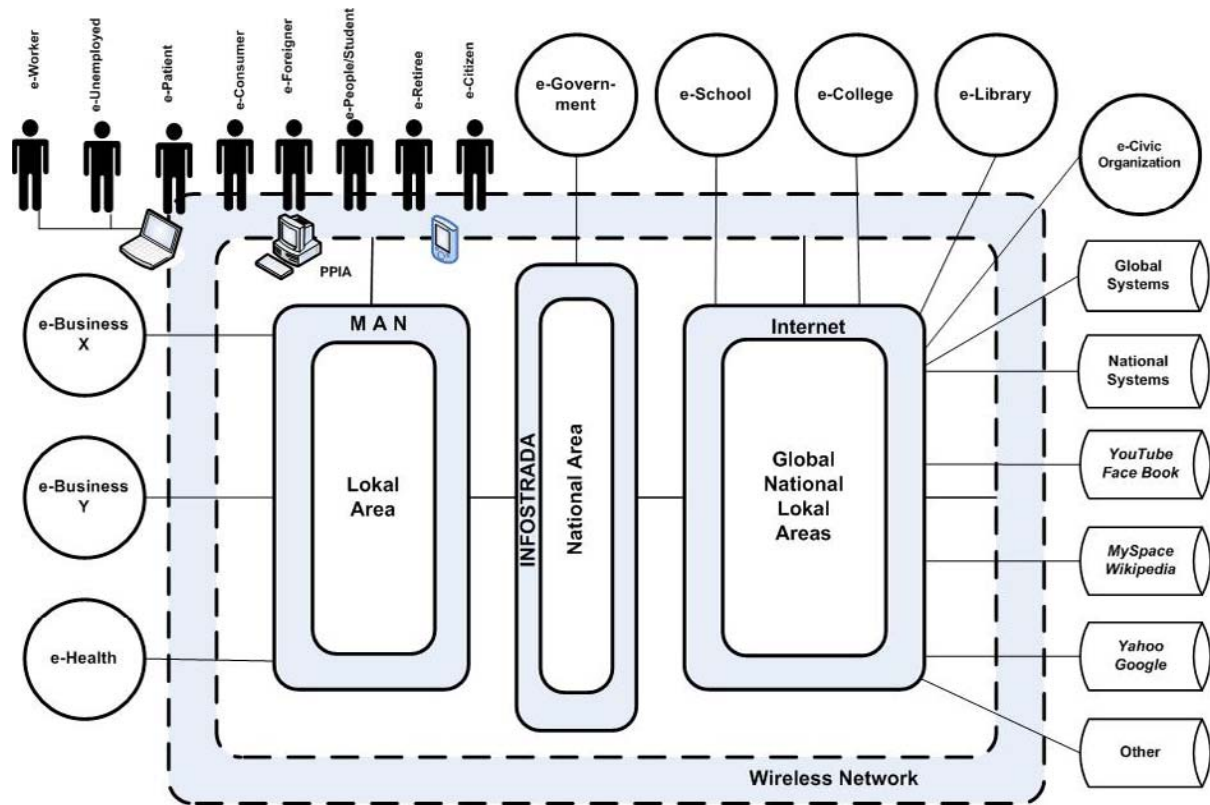 e-Worker
e-Unemployed
e-Patient
e-Consumer
e-Foreigner
e-People/Student
e-Retiree
e-Citizen
e-Govern-
ment
e-School
e-College
e-Library
e-Civic
Organization
PPIA
e-Business
X
e-Business
Y
e-Health
M A N
Lokal
Area
INFOSTRADA
National Area
Internet
Global
National
Lokal
Areas
Global
Systems
National
Systems
YouTube
Face Book
MySpace
Wikipedia
Yahoo
Google
Other
Wireless Network